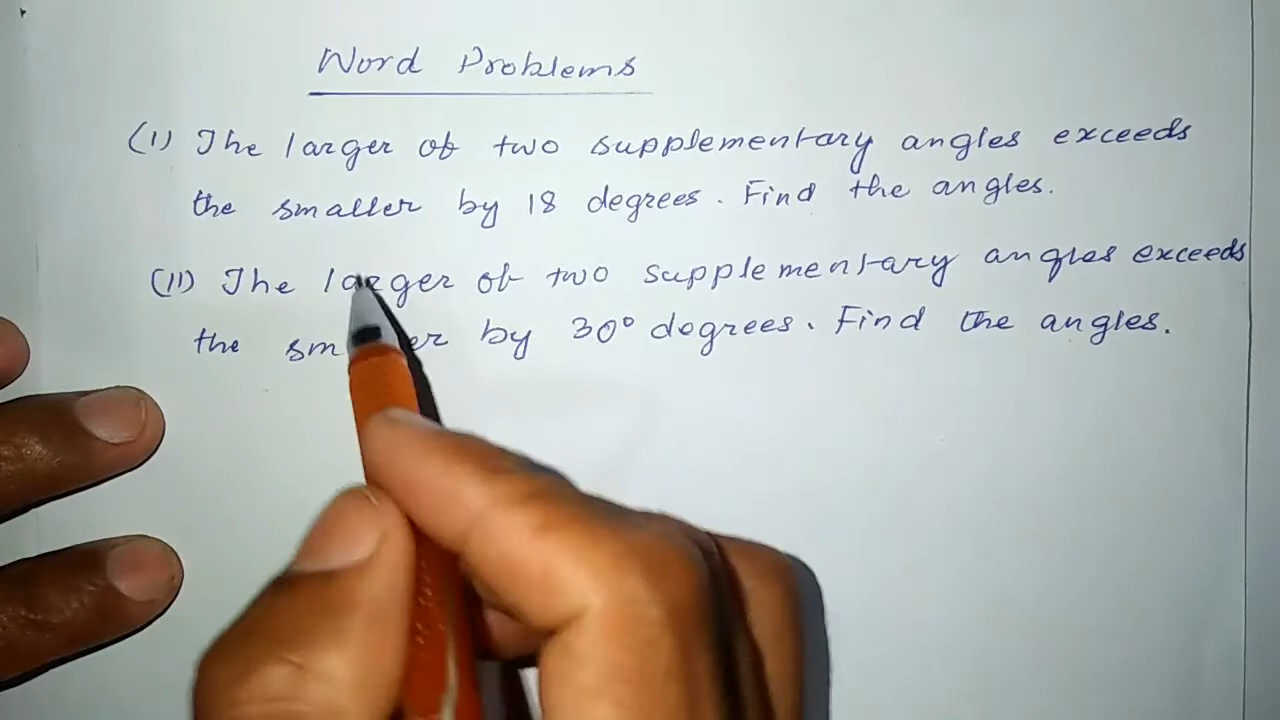 Word Problems
(I) The larger of two supplementary angles exceeds
the smaller by 18 degrees. Find the angles.
(II) The larger of two supplementary angles exceeds
the by 30° degrees. Find the angles.